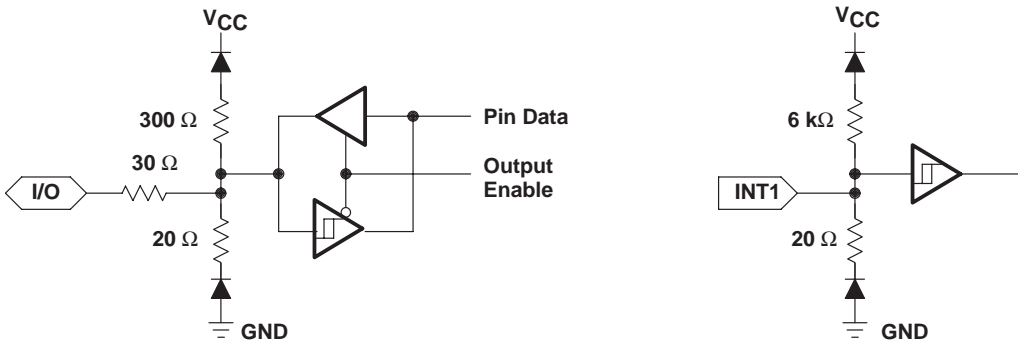 VCC
300 Ω
30 Ω
I/O
20 Ω
GND
Pin Data
Output
Enable
VCC
6 kΩ
INT1
20 Ω
GND